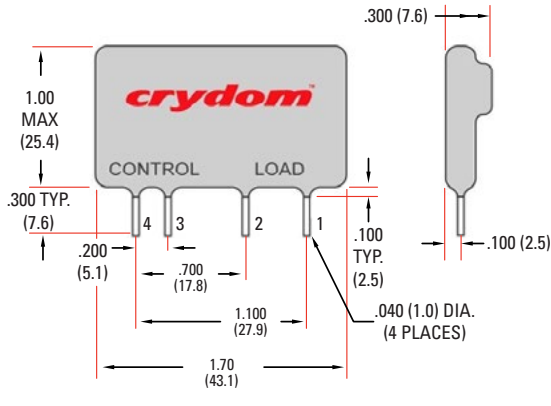 .300 (7.6)
1.00
MAX
(25.4)
crydom™
CONTROL
LOAD
.300 TYP.
(7.6)
4
3
2
1
.200
(5.1)
.700
(17.8)
.100
TYP.
(2.5)
.100 (2.5)
1.100
(27.9)
.040 (1.0) DIA.
(4 PLACES)
1.70
(43.1)